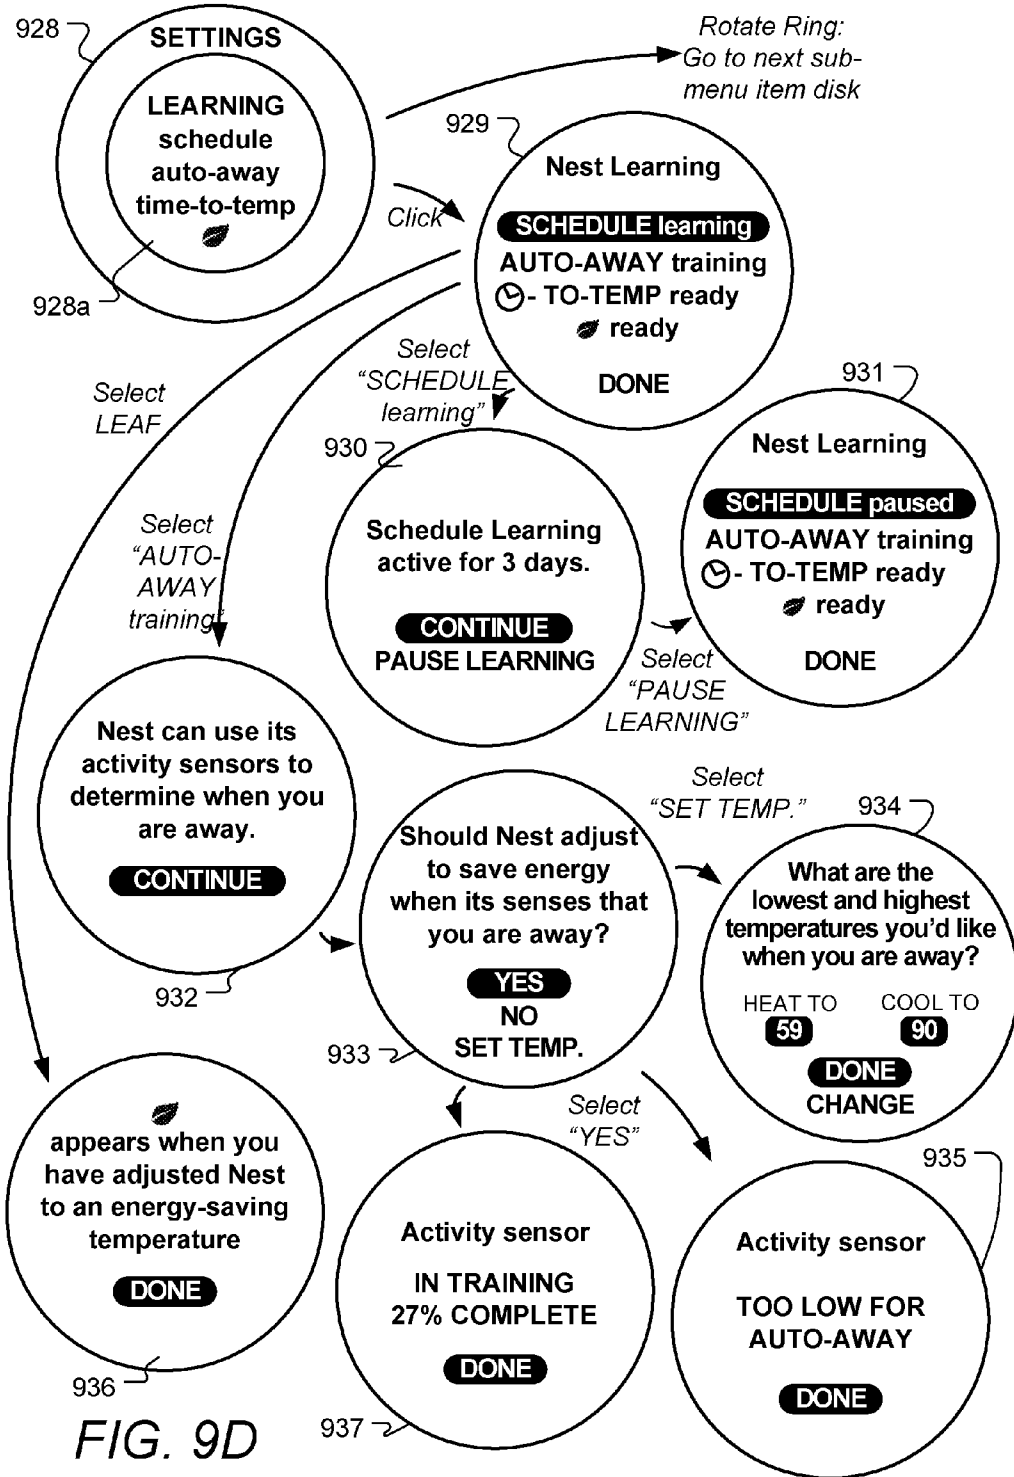 928
SETTINGS
LEARNING
schedule
auto-away
time-to-temp
928a
Rotate Ring:
Go to next sub-
menu item disk
Click
929
Nest Learning
SCHEDULE learning
AUTO-AWAY training
- TO-TEMP ready
ready
DONE
Select
LEAF
Select
"SCHEDULE
learning"
930
Schedule Learning
active for 3 days.
CONTINUE
PAUSE LEARNING
931
Nest Learning
SCHEDULE paused
AUTO-AWAY training
- TO-TEMP ready
ready
DONE
Select
"PAUSE
LEARNING"
Select
"AUTO-
AWAY
training"
Nest can use its
activity sensors to
determine when you
are away.
CONTINUE
932
Should Nest adjust
to save energy
when its senses that
you are away?
YES
NO
SET TEMP.
933
Select
"SET TEMP."
934
What are the
lowest and highest
temperatures you'd like
when you are away?
HEAT TO COOL TO
59 90
DONE
CHANGE
Select
"YES"
935
Activity sensor
TOO LOW FOR
AUTO-AWAY
DONE
appears when you
have adjusted Nest
to an energy-saving
temperature
DONE
936
Activity sensor
IN TRAINING
27% COMPLETE
DONE
937
FIG. 9D